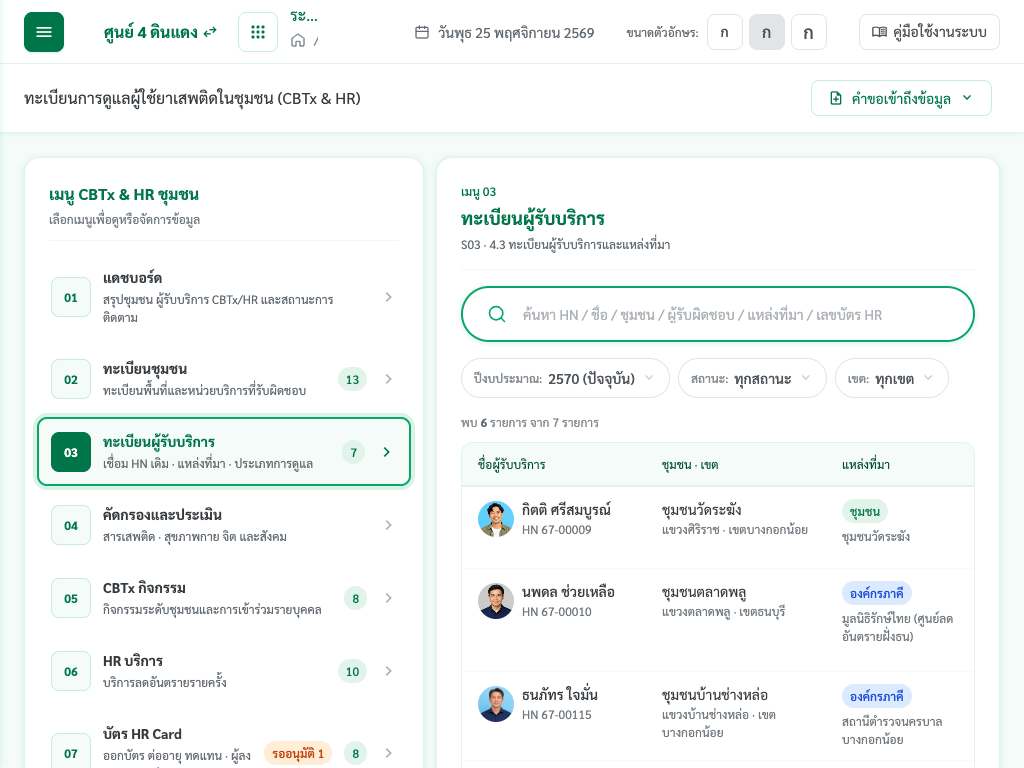 ศูนย์ 4 ดินแดง
ระ...
/
วันพุธ 25 พฤศจิกายน 2569
ขนาดตัวอักษร:
ก
ก
ก
คู่มือใช้งานระบบ
ทะเบียนการดูแลผู้ใช้ยาเสพติดในชุมชน (CBTx & HR)
คำขอเข้าถึงข้อมูล
เมนู CBTx & HR ชุมชน
เลือกเมนูเพื่อดูหรือจัดการข้อมูล
01
แดชบอร์ด
สรุปชุมชน ผู้รับบริการ CBTx/HR และสถานะการ
ติดตาม
02
ทะเบียนชุมชน
ทะเบียนพื้นที่และหน่วยบริการที่รับผิดชอบ
13
03
ทะเบียนผู้รับบริการ
เชื่อม HN เดิม · แหล่งที่มา · ประเภทการดูแล
7
04
คัดกรองและประเมิน
สารเสพติด · สุขภาพกาย จิต และสังคม
05
CBTx กิจกรรม
กิจกรรมระดับชุมชนและการเข้าร่วมรายบุคคล
8
06
HR บริการ
บริการลดอันตรายรายครั้ง
10
07
บัตร HR Card
ออกบัตร ต่ออายุ ทดแทน · ผู้ลง
รออนุมัติ 1
8
เมนู 03
ทะเบียนผู้รับบริการ
S03 · 4.3 ทะเบียนผู้รับบริการและแหล่งที่มา
ค้นหา HN / ชื่อ / ชุมชน / ผู้รับผิดชอบ / แหล่งที่มา / เลขบัตร HR
ปีงบประมาณ: 2570 (ปัจจุบัน)
สถานะ: ทุกสถานะ
เขต: ทุกเขต
พบ 6 รายการ จาก 7 รายการ
ชื่อผู้รับบริการ
ชุมชน · เขต
แหล่งที่มา
กิตติ ศรีสมบูรณ์
HN 67-00009
ชุมชนวัดระฆัง
แขวงศิริราช · เขตบางกอกน้อย
ชุมชน
ชุมชนวัดระฆัง
นพดล ช่วยเหลือ
HN 67-00010
ชุมชนตลาดพลู
แขวงตลาดพลู · เขตธนบุรี
องค์กรภาคี
มูลนิธิรักษ์ไทย (ศูนย์ลด
อันตรายฝั่งธน)
ธนภัทร ใจมั่น
HN 67-00115
ชุมชนบ้านช่างหล่อ
แขวงบ้านช่างหล่อ · เขต
บางกอกน้อย
องค์กรภาคี
สถานีตำรวจนครบาล
บางกอกน้อย